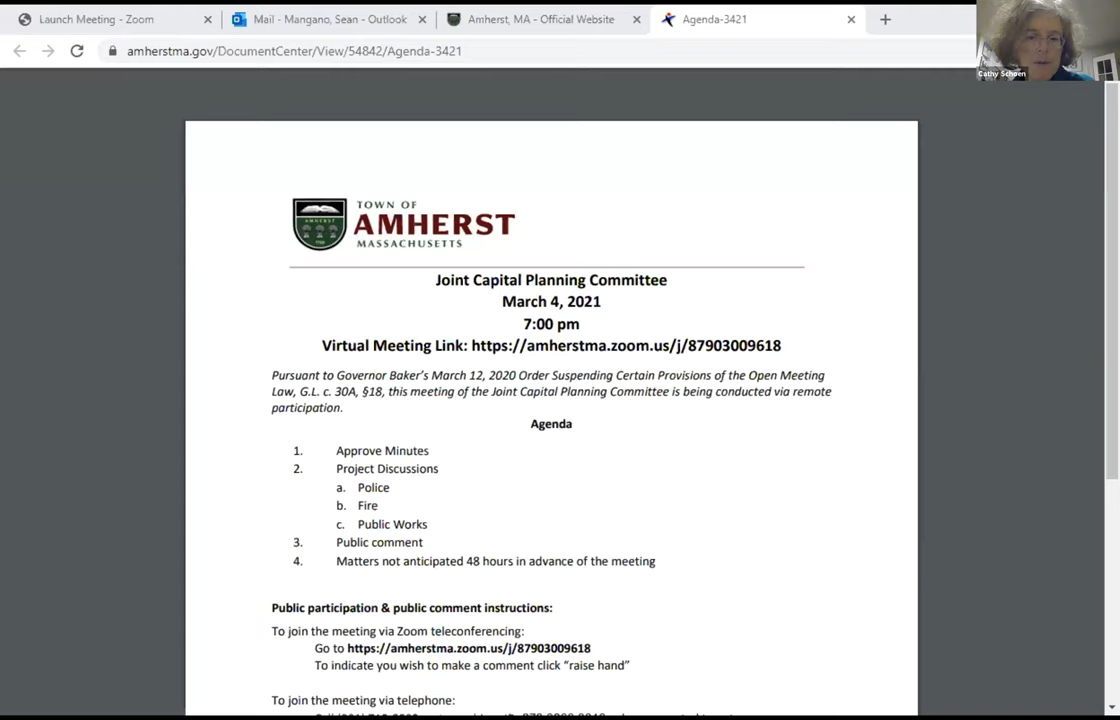 Launch Meeting - Zoom
Mail - Mangano, Sean - Outlook
Amherst, MA - Official Website
Agenda-3421
amherstma.gov/DocumentCenter/View/54842/Agenda-3421
Cathy Schoen
TOWN OF
AMHERST
MASSACHUSETTS
Joint Capital Planning Committee
March 4, 2021
7:00 pm
Virtual Meeting Link: https://amherstma.zoom.us/j/87903009618
Pursuant to Governor Baker's March 12, 2020 Order Suspending Certain Provisions of the Open Meeting
Law, G.L. c. 30A, §18, this meeting of the Joint Capital Planning Committee is being conducted via remote
participation.
Agenda
1. Approve Minutes
2. Project Discussions
a. Police
b. Fire
c. Public Works
3. Public comment
4. Matters not anticipated 48 hours in advance of the meeting
Public participation & public comment instructions:
To join the meeting via Zoom teleconferencing:
Go to https://amherstma.zoom.us/j/87903009618
To indicate you wish to make a comment click "raise hand"
To join the meeting via telephone: